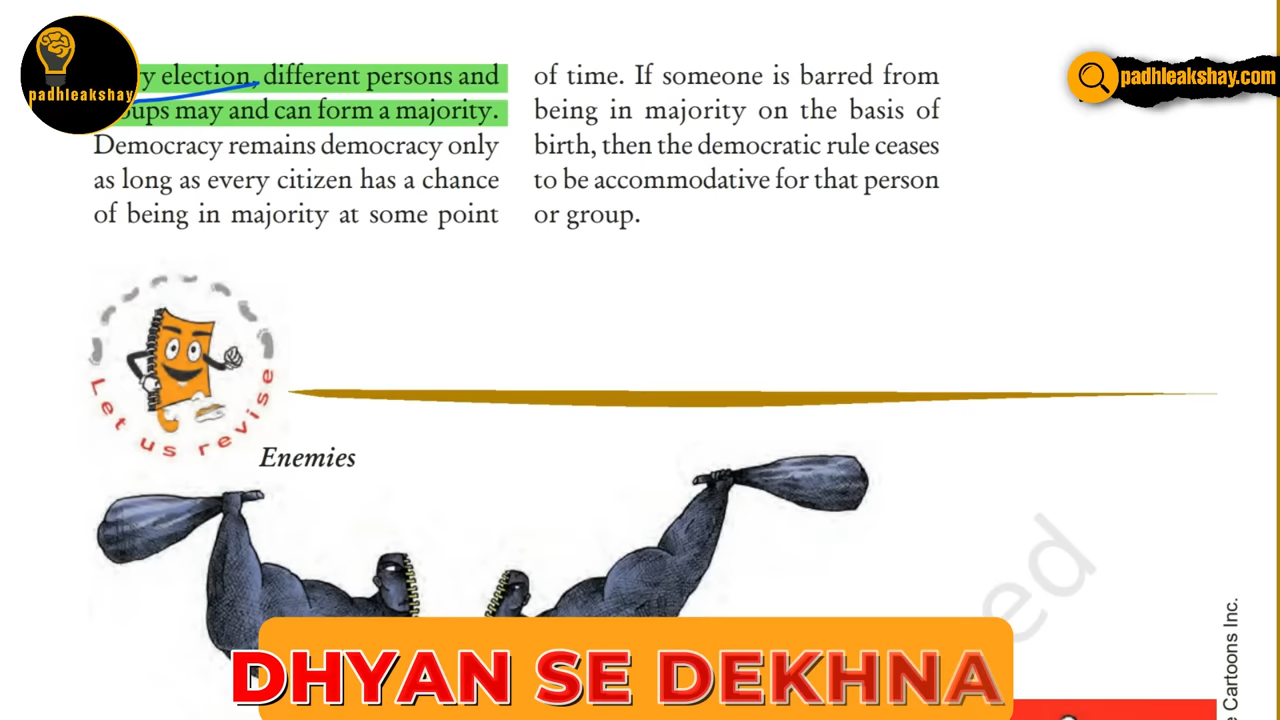 padhleakshay
election, different persons and
may and can form a majority.
Democracy remains democracy only
as long as every citizen has a chance
of being in majority at some point
of time. If someone is barred from
being in majority on the basis of
birth, then the democratic rule ceases
to be accommodative for that person
or group.
padhleakshay.com
Let us revise
Enemies
Cartoons Inc.
DHYAN SE DEKHNA